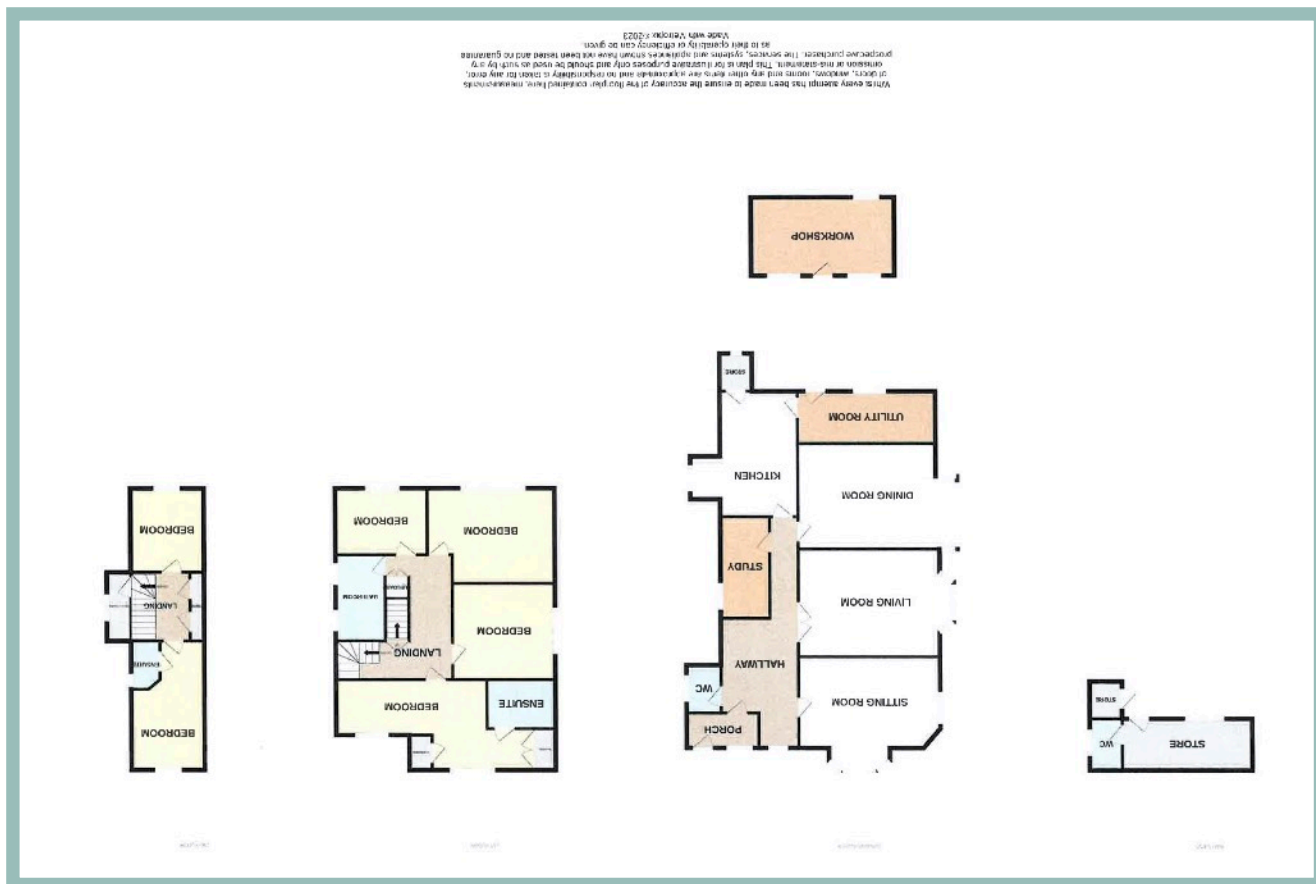 STORE
WC
STORE
SITTING ROOM
PORCH
WC
HALLWAY
LIVING ROOM
STUDY
DINING ROOM
KITCHEN
UTILITY ROOM
STORE
WORKSHOP
ENSUITE
BEDROOM
LANDING
BEDROOM
BATHROOM
BEDROOM
BEDROOM
BEDROOM
ENSUITE
LANDING
BEDROOM
Whilst every attempt has been made to ensure the accuracy of the floorplan contained here, measurements
of doors, windows, rooms and any other items are approximate and no responsibility is taken for any error,
omission or mis-statement. This plan is for illustrative purposes only and should be used as such by any
prospective purchaser. The services, systems and appliances shown have not been tested and no guarantee
as to their operability or efficiency can be given.
Made with Metropix ©2023